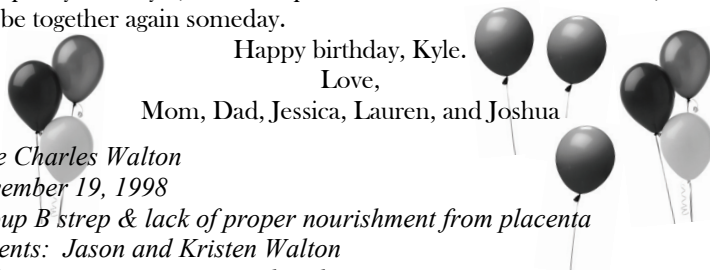 be together again someday.
Happy birthday, Kyle.
Love,
Mom, Dad, Jessica, Lauren, and Joshua
e Charles Walton
ember 19, 1998
up B strep & lack of proper nourishment from placenta
ents: Jason and Kristen Walton